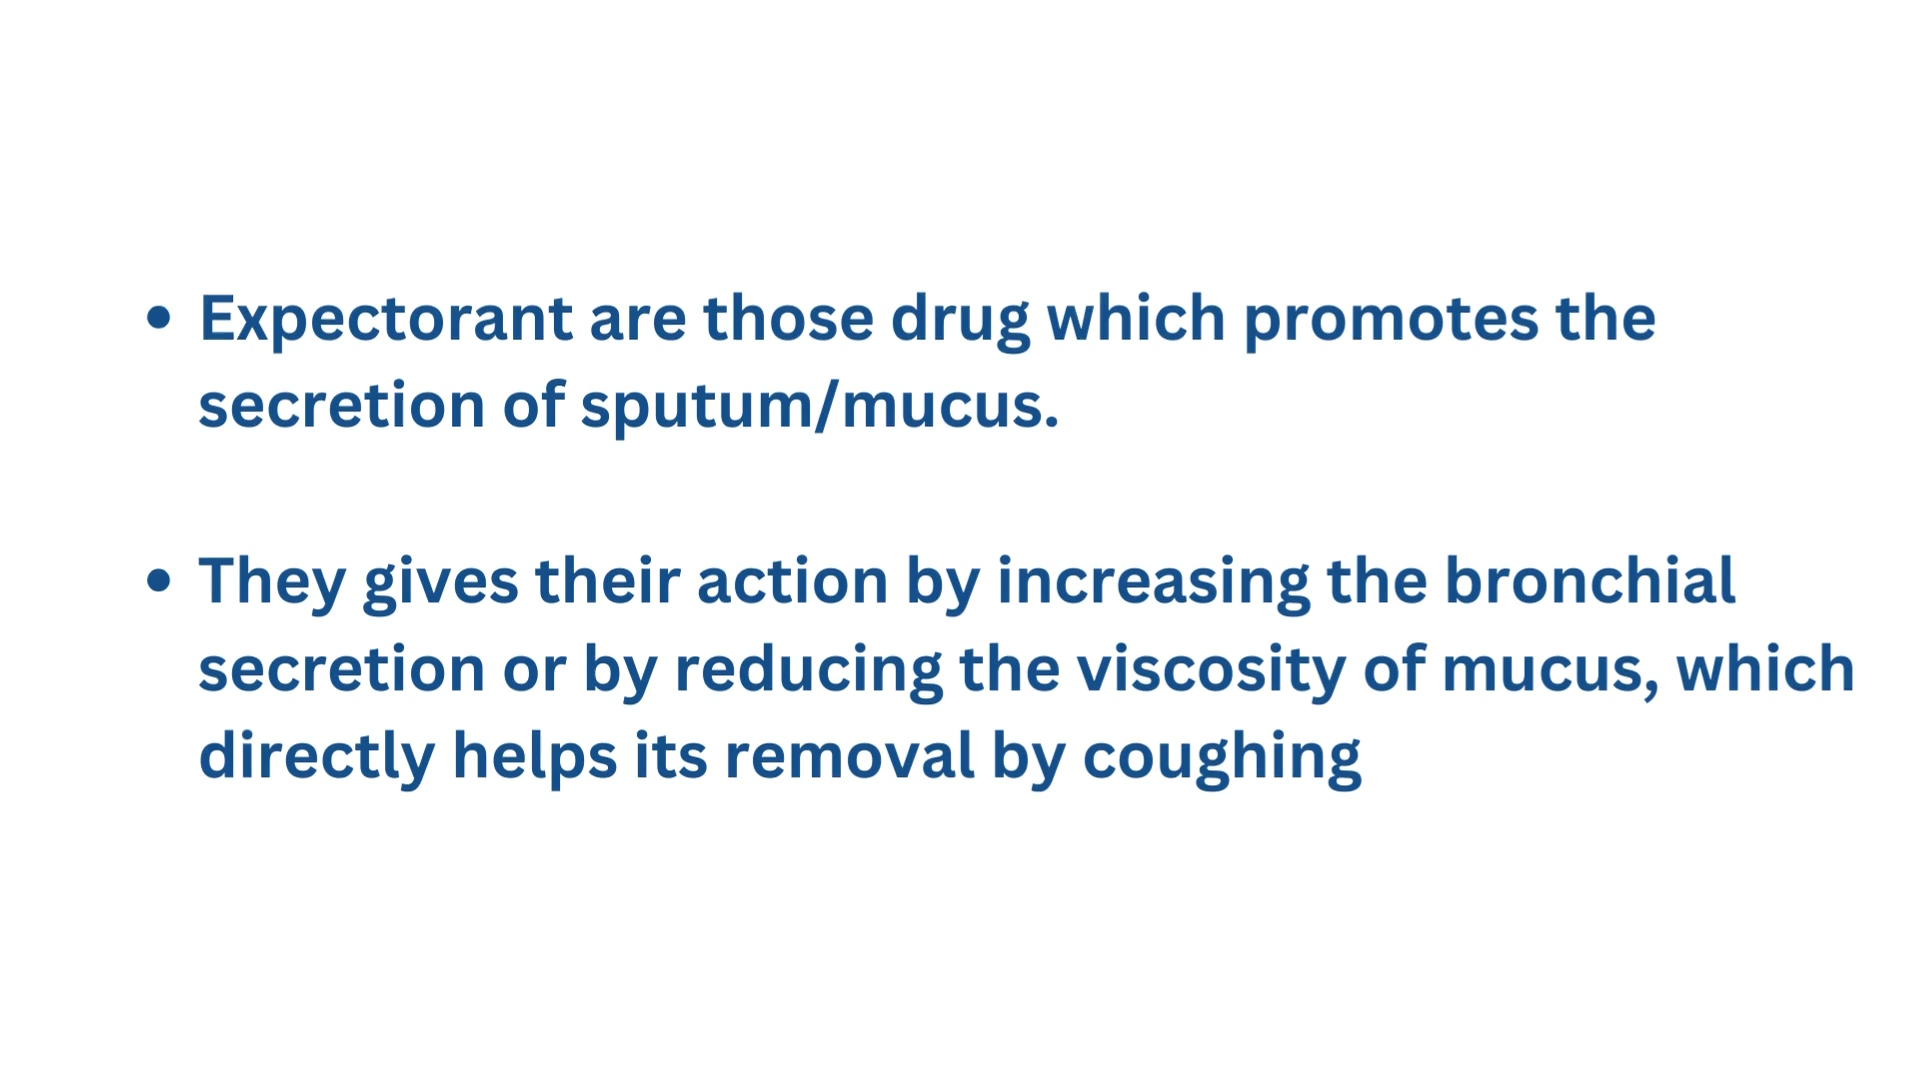 • Expectorant are those drug which promotes the
secretion of sputum/mucus.
• They gives their action by increasing the bronchial
secretion or by reducing the viscosity of mucus, which
directly helps its removal by coughing